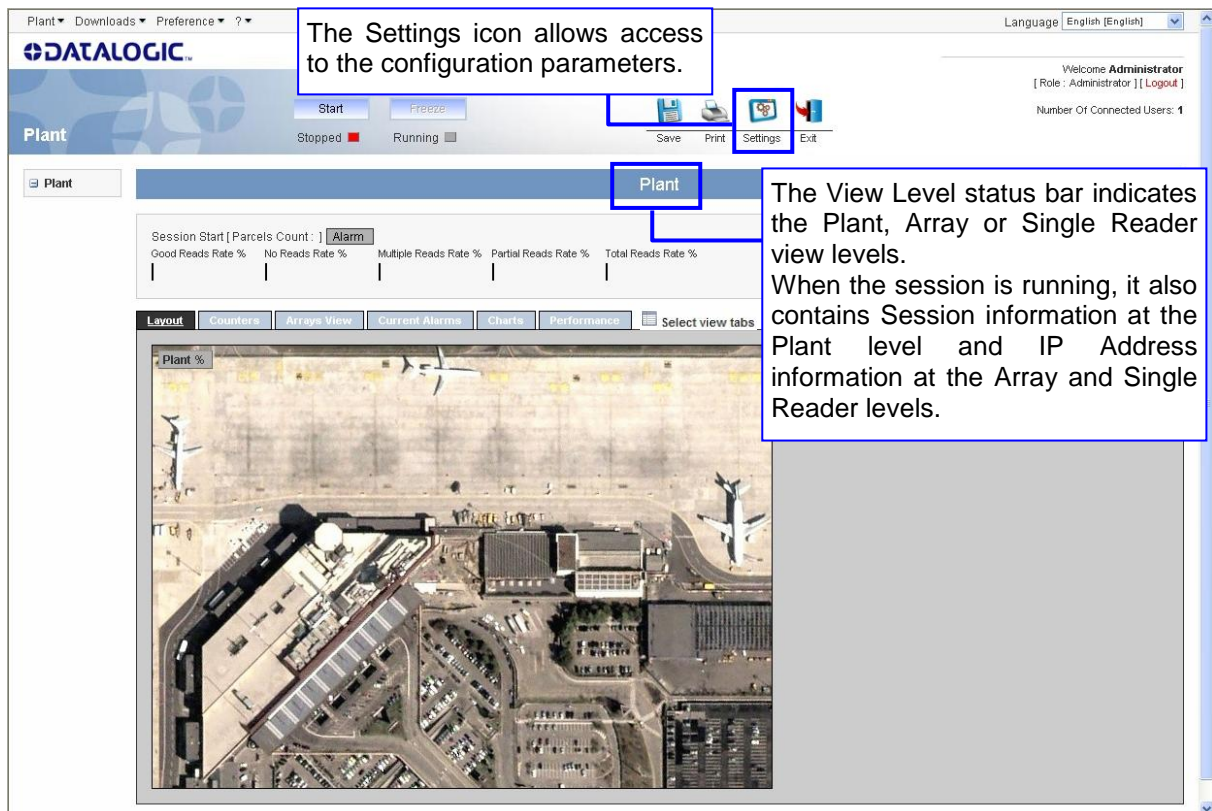 Plant Downloads Preference ?
Language English [English]
DATALOGIC™
The Settings icon allows access
to the configuration parameters.
Welcome Administrator
[ Role : Administrator ] [ Logout ]
Number Of Connected Users: 1
Start Freeze
Plant
Stopped Running
Save Print Settings Exit
Plant
Plant
The View Level status bar indicates
the Plant, Array or Single Reader
view levels.
When the session is running, it also
contains Session information at the
Plant level and IP Address
information at the Array and Single
Reader levels.
Session Start [ Parcels Count : ] Alarm
Good Reads Rate % No Reads Rate % Multiple Reads Rate % Partial Reads Rate % Total Reads Rate %
Layout Counters Arrays View Current Alarms Charts Performance Select view tabs
Plant %